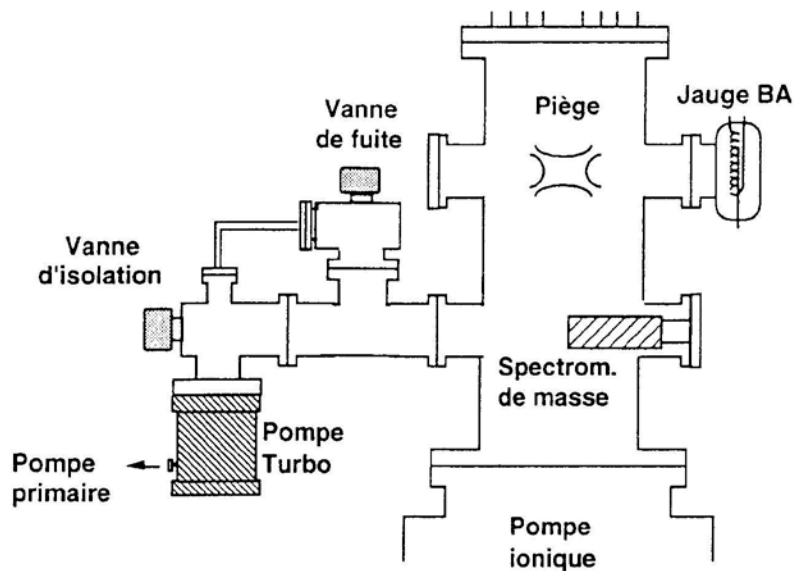 Piège
Jauge BA
Vanne
de fuite
Vanne
d'isolation
Spectrom.
de masse
Pompe
Turbo
Pompe
primaire
Pompe
ionique